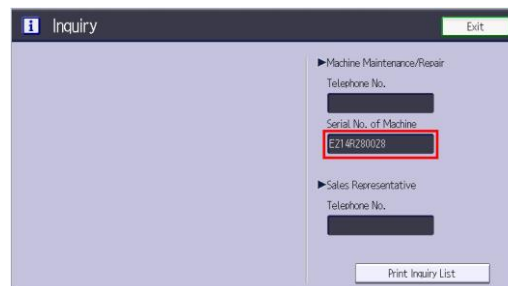 i Inquiry
Exit
▶Machine Maintenance/Repair
Telephone No.
Serial No. of Machine
E214R280028
▶Sales Representative
Telephone No.
Print Inquiry List